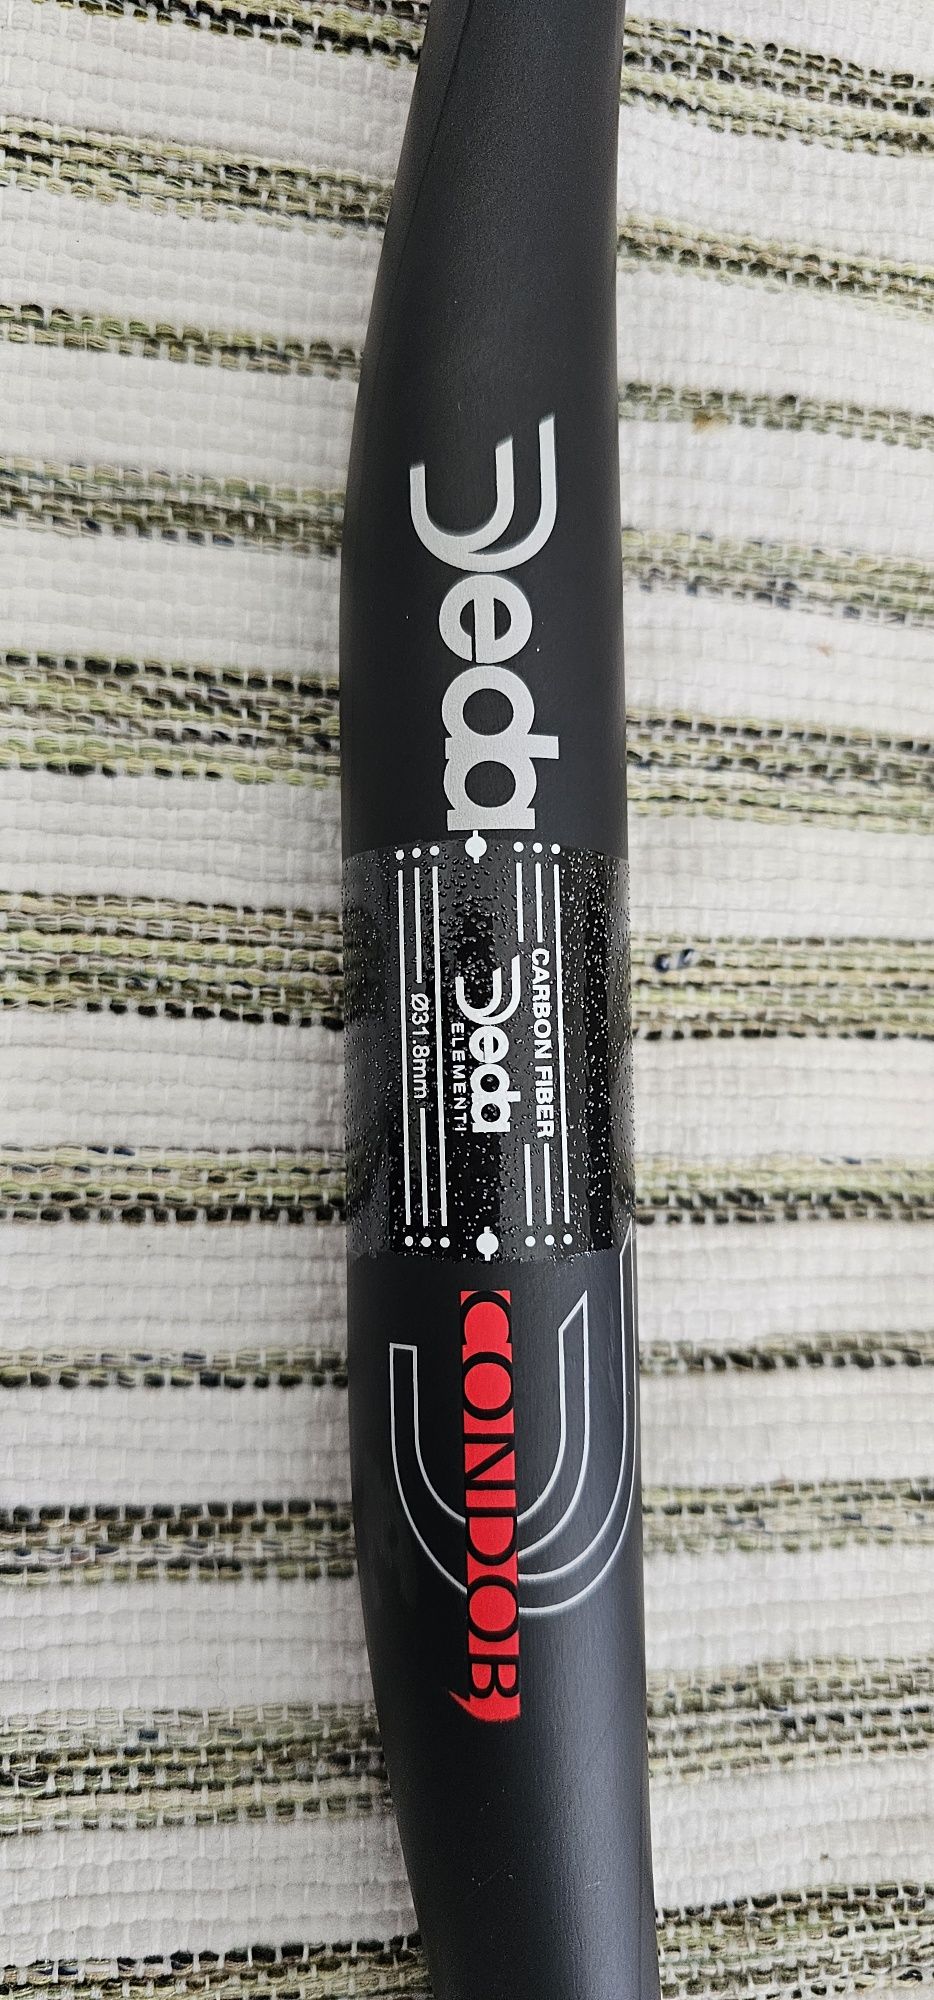 Deda
CARBON FIBER
Deda
ELEMENTI
Ø31.8mm
CONDOR